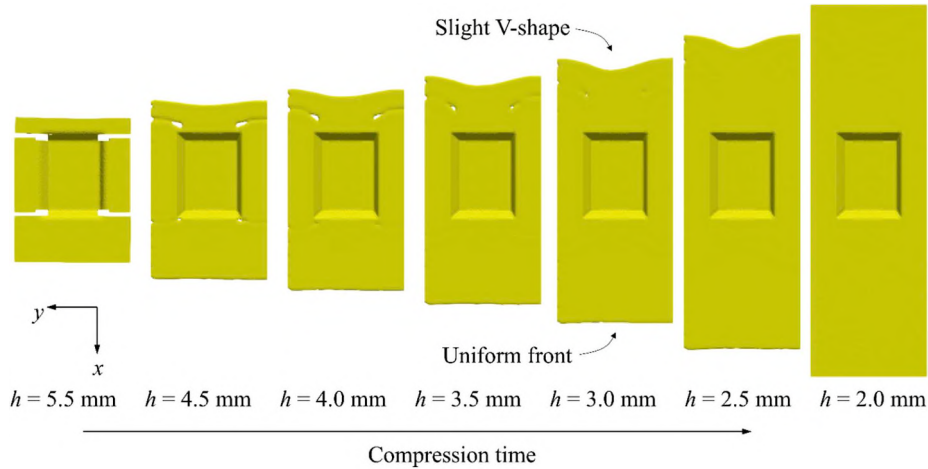 Slight V-shape
y
x
Uniform front
h = 5.5 mm
h = 4.5 mm
h = 4.0 mm
h = 3.5 mm
h = 3.0 mm
h = 2.5 mm
h = 2.0 mm
Compression time